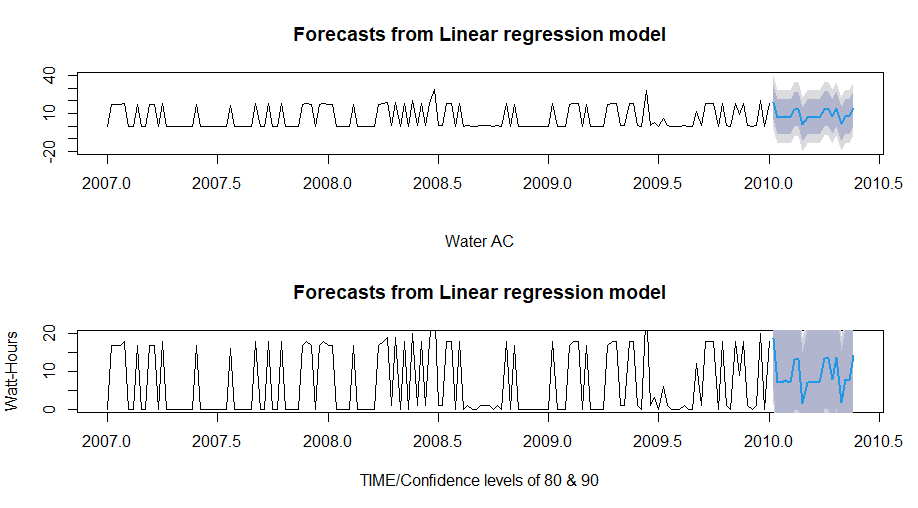 Forecasts from Linear regression model
40
10
-20
2007.0 2007.5 2008.0 2008.5 2009.0 2009.5 2010.0 2010.5
Water AC
Forecasts from Linear regression model
Watt-Hours
20
10
0
2007.0 2007.5 2008.0 2008.5 2009.0 2009.5 2010.0 2010.5
TIME/Confidence levels of 80 & 90